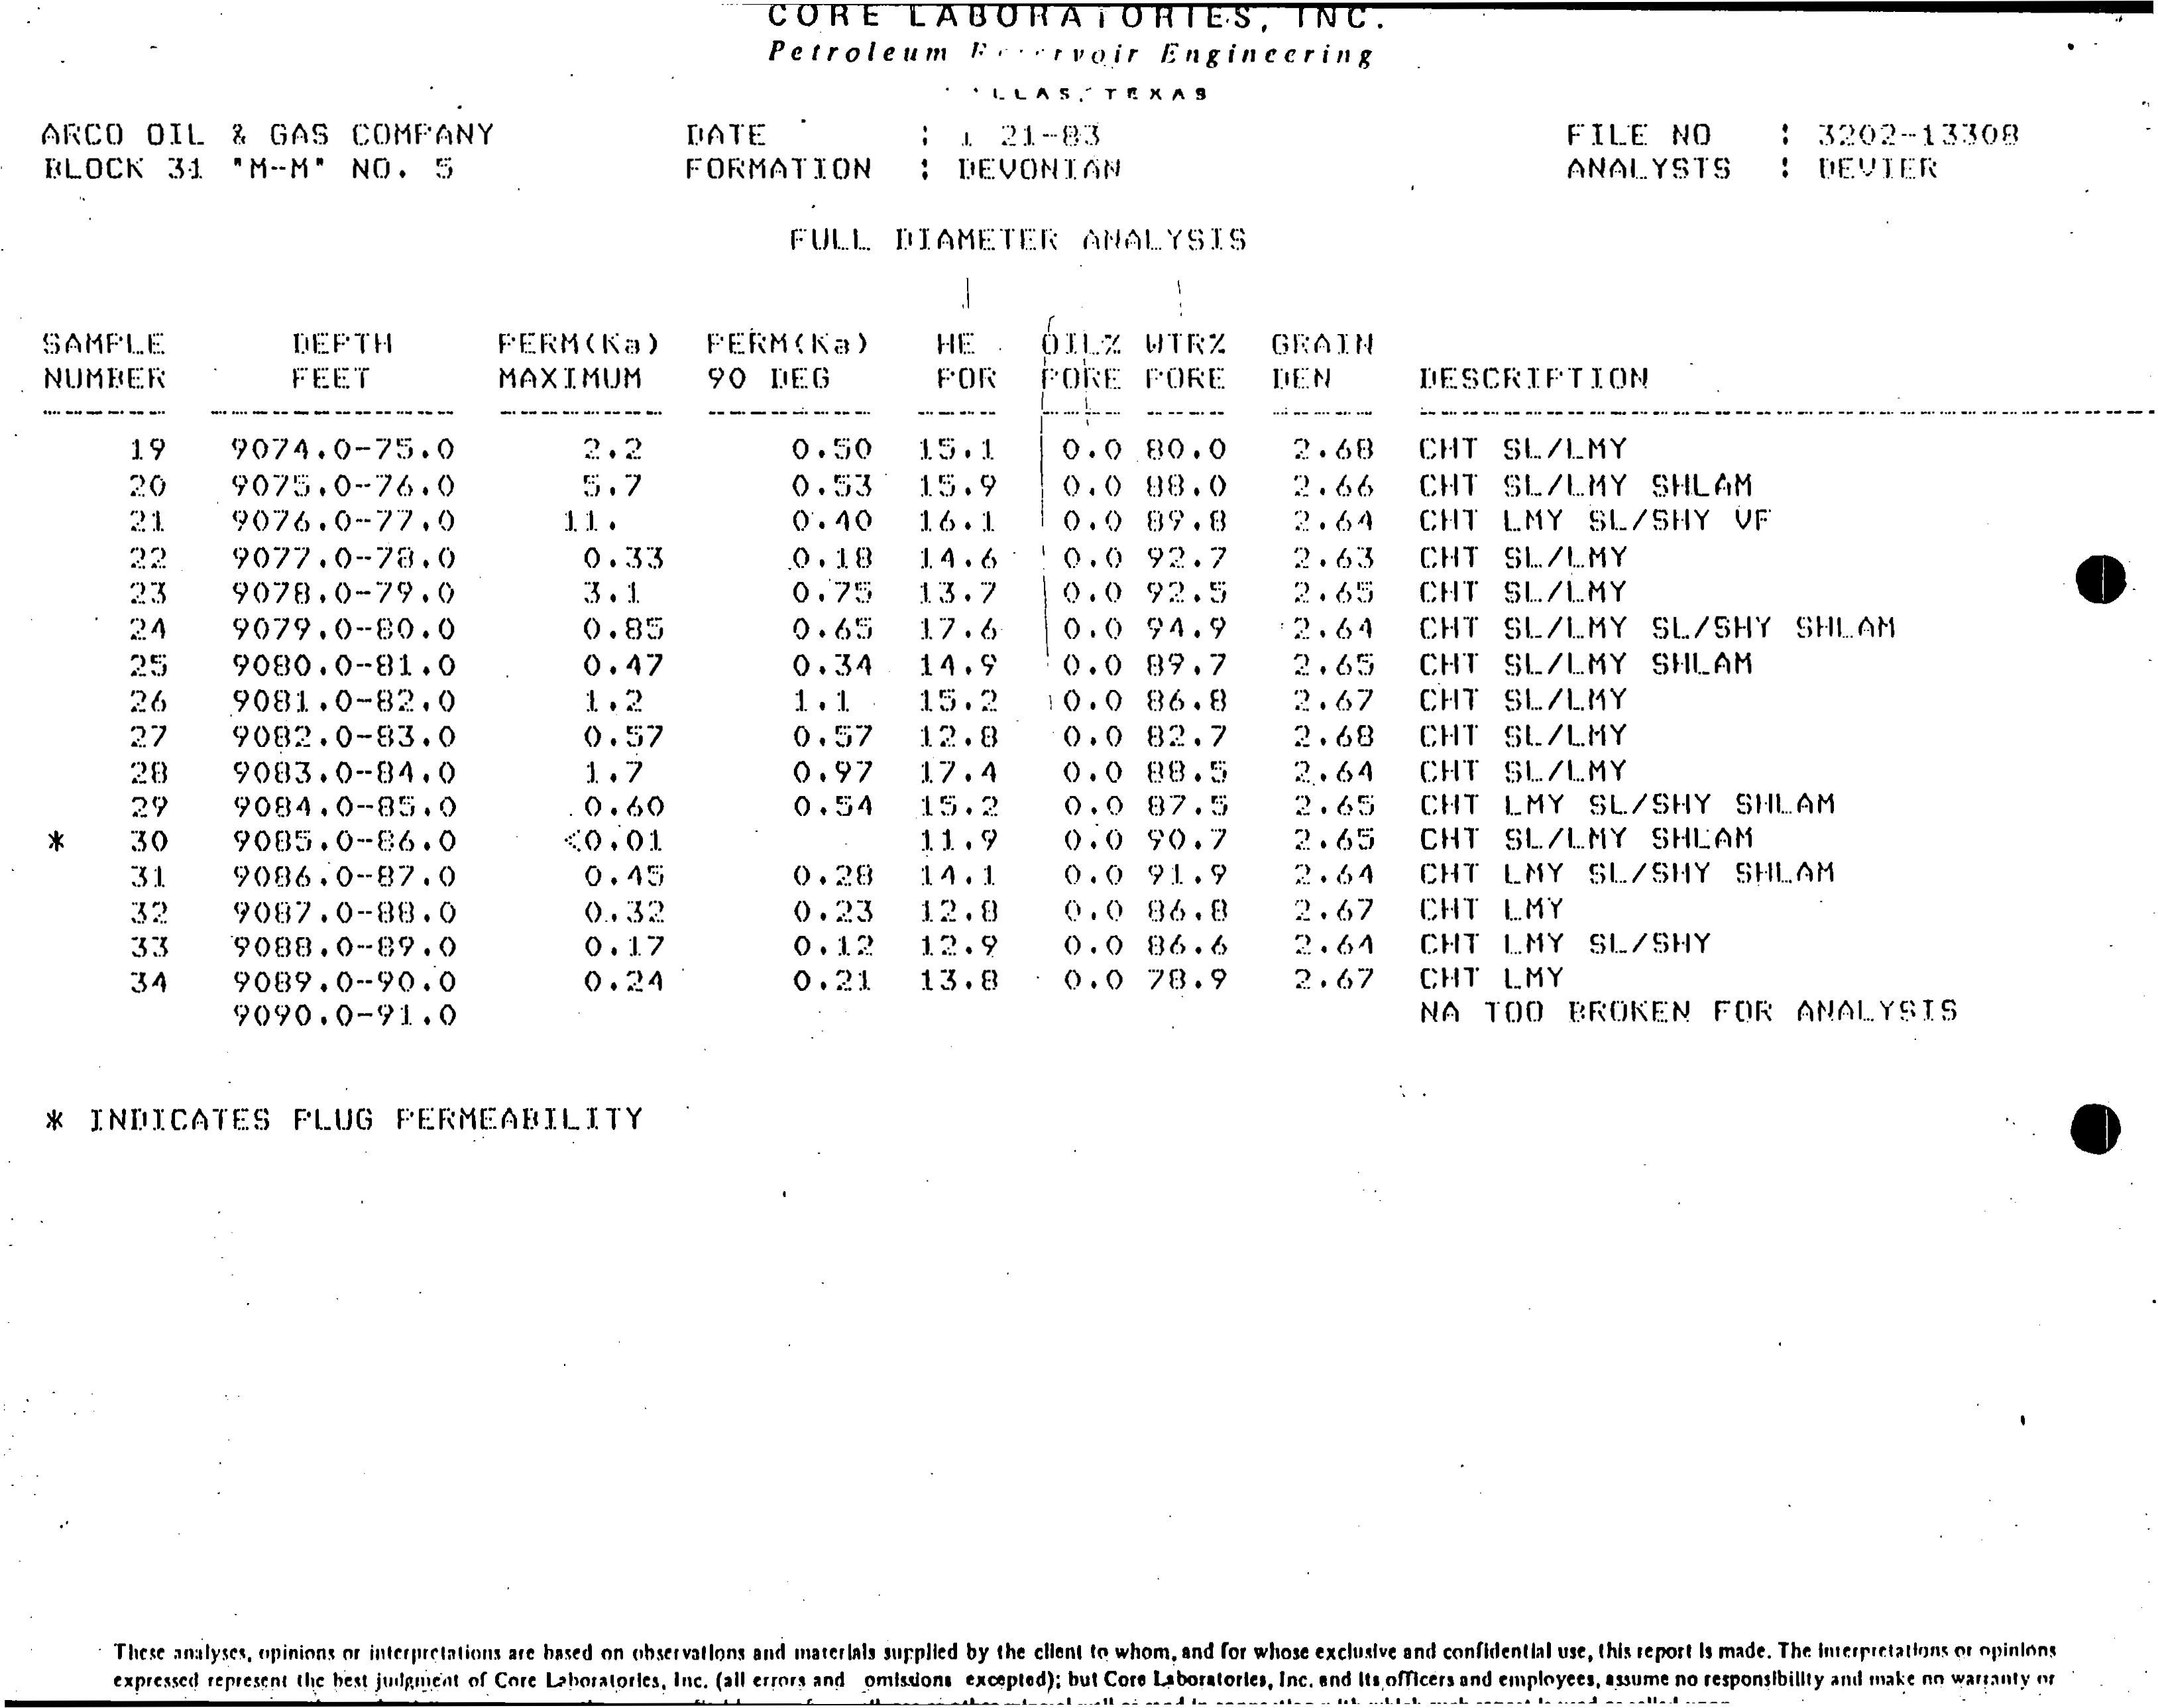 CORE LABORATORIES, INC.
Petroleum Reservoir Engineering
TEXAS
ARCO OIL & GAS COMPANY DATE : 21-83 FILE NO : 3202-13308
BLOCK 31 "M-M" NO. 5 FORMATION : DEVONIAN ANALYSTS : DEVIER
FULL DIAMETER ANALYSIS
SAMPLE DEPTH PERM(Ka) PERM(Ka) HE OIL% WTR% GRAIN
NUMBER FEET MAXIMUM 90 DEG POR PORE PORE DEN DESCRIPTION
19 9074.0-75.0 2.2 0.50 15.1 0.0 80.0 2.68 CHT SL/LMY
20 9075.0-76.0 5.7 0.53 15.9 0.0 88.0 2.66 CHT SL/LMY SHLAM
21 9076.0-77.0 11. 0.40 16.1 0.0 89.8 2.64 CHT LMY SL/SHY VF
22 9077.0-78.0 0.33 0.18 14.6 0.0 92.7 2.63 CHT SL/LMY
23 9078.0-79.0 3.1 0.75 13.7 0.0 92.5 2.65 CHT SL/LMY
24 9079.0-80.0 0.85 0.65 17.6 0.0 94.9 2.64 CHT SL/LMY SL/SHY SHLAM
25 9080.0-81.0 0.47 0.34 14.9 0.0 89.7 2.65 CHT SL/LMY SHLAM
26 9081.0-82.0 1.2 1.1 15.2 0.0 86.8 2.67 CHT SL/LMY
27 9082.0-83.0 0.57 0.57 12.8 0.0 82.7 2.68 CHT SL/LMY
28 9083.0-84.0 1.7 0.97 17.4 0.0 88.5 2.64 CHT SL/LMY
29 9084.0-85.0 0.60 0.54 15.2 0.0 87.5 2.65 CHT LMY SL/SHY SHLAM
* 30 9085.0-86.0 <0.01 11.9 0.0 90.7 2.65 CHT SL/LMY SHLAM
31 9086.0-87.0 0.45 0.28 14.1 0.0 91.9 2.64 CHT LMY SL/SHY SHLAM
32 9087.0-88.0 0.32 0.23 12.8 0.0 86.8 2.67 CHT LMY
33 9088.0-89.0 0.17 0.12 12.9 0.0 86.6 2.64 CHT LMY SL/SHY
34 9089.0-90.0 0.24 0.21 13.8 0.0 78.9 2.67 CHT LMY
9090.0-91.0 NA TOO BROKEN FOR ANALYSIS
* INDICATES PLUG PERMEABILITY
These analyses, opinions or interpretations are based on observations and materials supplied by the client to whom, and for whose exclusive and confidential use, this report is made. The interpretations or opinions
expressed represent the best judgment of Core Laboratories, Inc. (all errors and omissions excepted); but Core Laboratories, Inc. and its officers and employees, assume no responsibility and make no warranty or